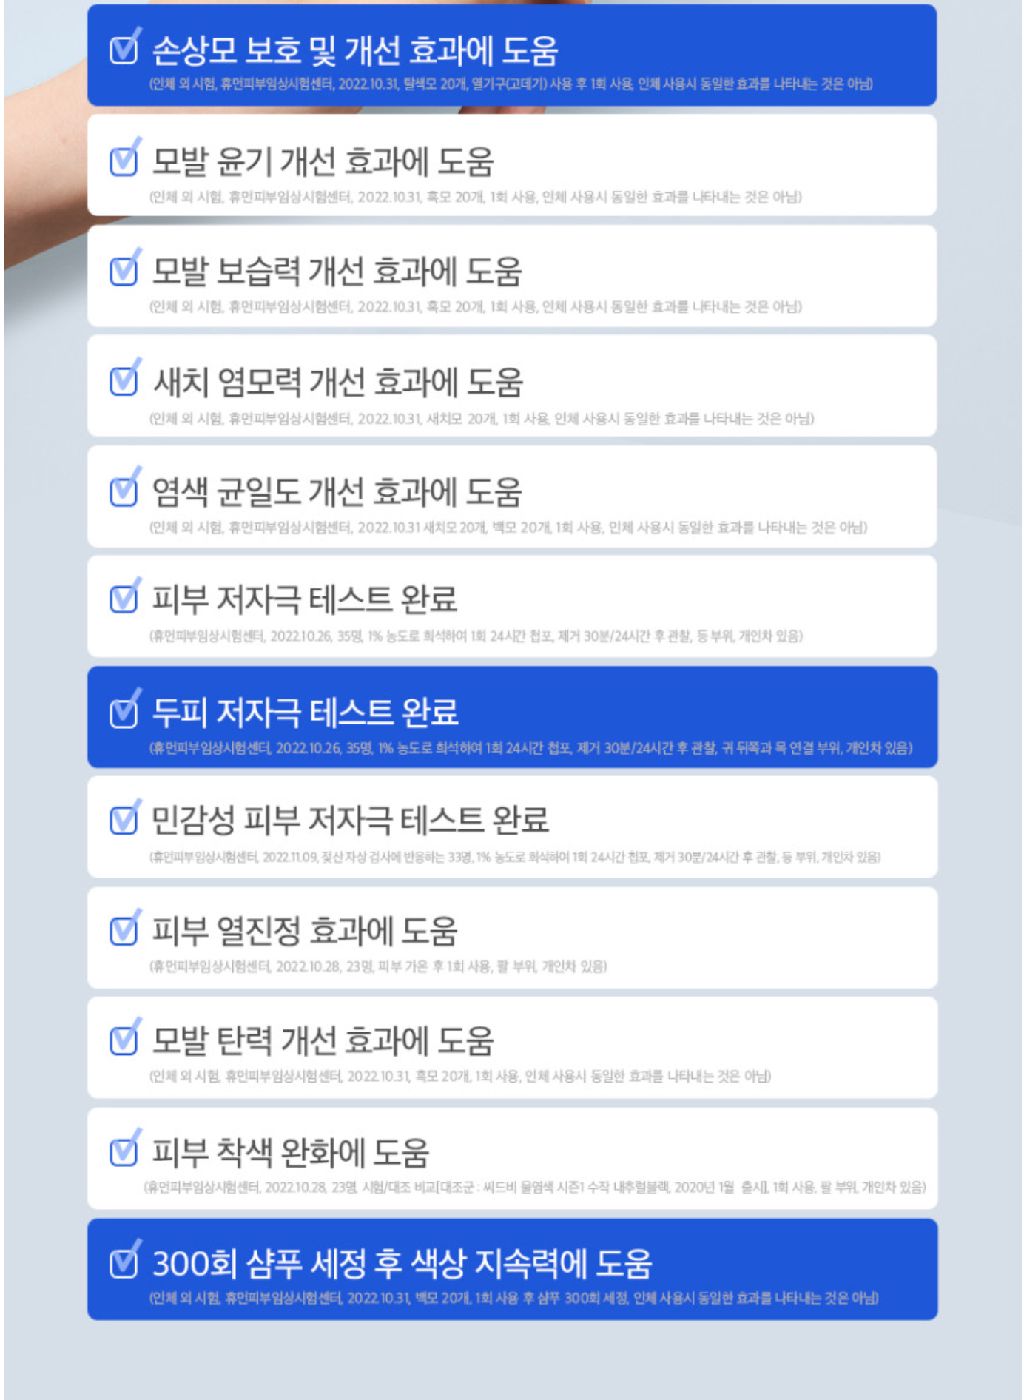 손상모 보호 및 개선 효과에 도움
(인체 외 시험, 휴먼피부임상시험센터, 2022.10.31, 탈색모 20개, 열기구(고데기) 사용 후 1회 사용, 인체 사용시 동일한 효과를 나타내는 것은 아님)
모발 윤기 개선 효과에 도움
(인체 외 시험, 휴먼피부임상시험센터, 2022.10.31, 흑모 20개, 1회 사용, 인체 사용시 동일한 효과를 나타내는 것은 아님)
모발 보습력 개선 효과에 도움
(인체 외 시험, 휴먼피부임상시험센터, 2022.10.31, 흑모 20개, 1회 사용, 인체 사용시 동일한 효과를 나타내는 것은 아님)
새치 염모력 개선 효과에 도움
(인체 외 시험, 휴먼피부임상시험센터, 2022.10.31, 새치모 20개, 1회 사용, 인체 사용시 동일한 효과를 나타내는 것은 아님)
염색 균일도 개선 효과에 도움
(인체 외 시험, 휴먼피부임상시험센터, 2022.10.31 새치모 20개, 백모 20개, 1회 사용, 인체 사용시 동일한 효과를 나타내는 것은 아님)
피부 저자극 테스트 완료
(휴먼피부임상시험센터, 2022.10.26, 35명, 1% 농도로 희석하여 1회 24시간 첩포, 제거 30분/24시간 후 관찰, 등 부위, 개인차 있음)
두피 저자극 테스트 완료
(휴먼피부임상시험센터, 2022.10.26, 35명, 1% 농도로 희석하여 1회 24시간 첩포, 제거 30분/24시간 후 관찰, 귀 뒤쪽과 목 연결 부위, 개인차 있음)
민감성 피부 저자극 테스트 완료
(휴먼피부임상시험센터, 2022.11.09, 젖산 자상 검사에 반응하는 33명, 1% 농도로 희석하여 1회 24시간 첩포, 제거 30분/24시간 후 관찰, 등 부위, 개인차 있음)
피부 열진정 효과에 도움
(휴먼피부임상시험센터, 2022.10.28, 23명, 피부 가온 후 1회 사용, 팔 부위, 개인차 있음)
모발 탄력 개선 효과에 도움
(인체 외 시험, 휴먼피부임상시험센터, 2022.10.31, 흑모 20개, 1회 사용, 인체 사용시 동일한 효과를 나타내는 것은 아님)
피부 착색 완화에 도움
(휴먼피부임상시험센터, 2022.10.28, 23명, 시험/대조 비교[대조군 : 씨드비 물염색 시즌1 수작 내추럴블랙, 2020년 1월 출시], 1회 사용, 팔 부위, 개인차 있음)
300회 샴푸 세정 후 색상 지속력에 도움
(인체 외 시험, 휴먼피부임상시험센터, 2022.10.31, 백모 20개, 1회 사용 후 샴푸 300회 세정, 인체 사용시 동일한 효과를 나타내는 것은 아님)